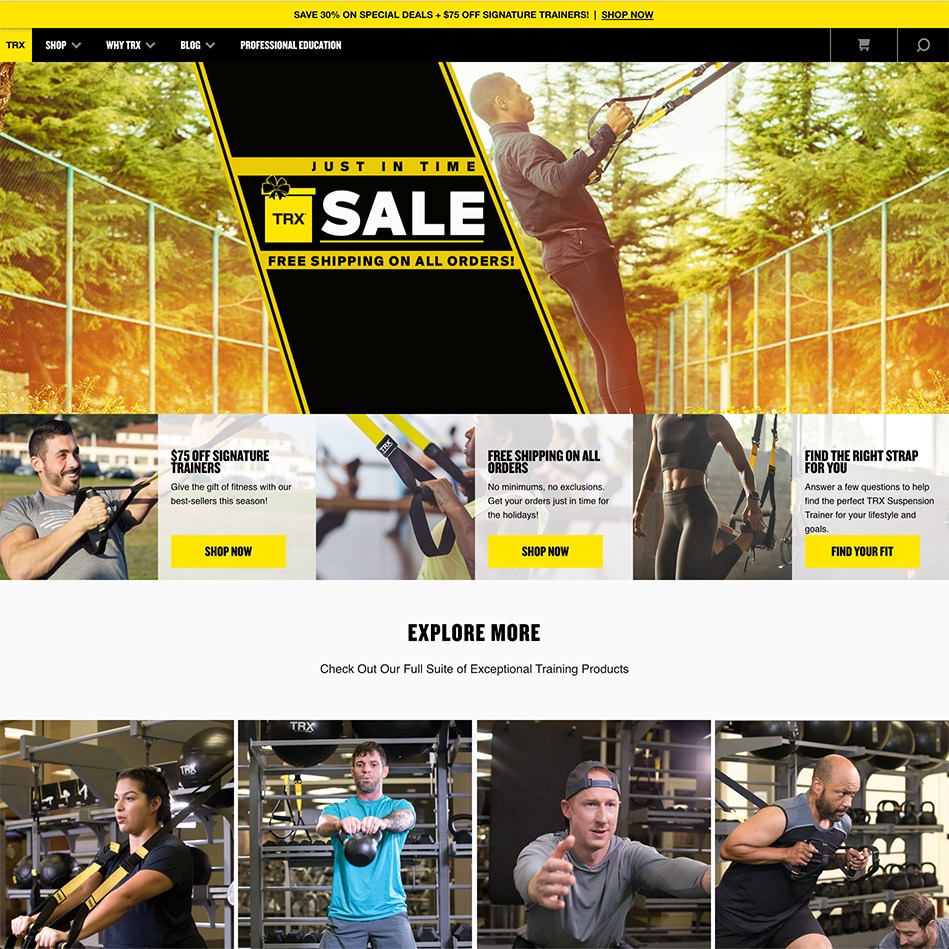 SAVE 30% ON SPECIAL DEALS + $75 OFF SIGNATURE TRAINERS! | SHOP NOW
TRX SHOP WHY TRX BLOG PROFESSIONAL EDUCATION
JUST IN TIME
TRX SALE
FREE SHIPPING ON ALL ORDERS!
$75 OFF SIGNATURE
TRAINERS
Give the gift of fitness with our
best-sellers this season!
SHOP NOW
TRX
FREE SHIPPING ON ALL
ORDERS
No minimums, no exclusions.
Get your orders just in time for
the holidays!
SHOP NOW
FIND THE RIGHT STRAP
FOR YOU
Answer a few questions to help
find the perfect TRX Suspension
Trainer for your lifestyle and
goals.
FIND YOUR FIT
EXPLORE MORE
Check Out Our Full Suite of Exceptional Training Products
TRX
TRX